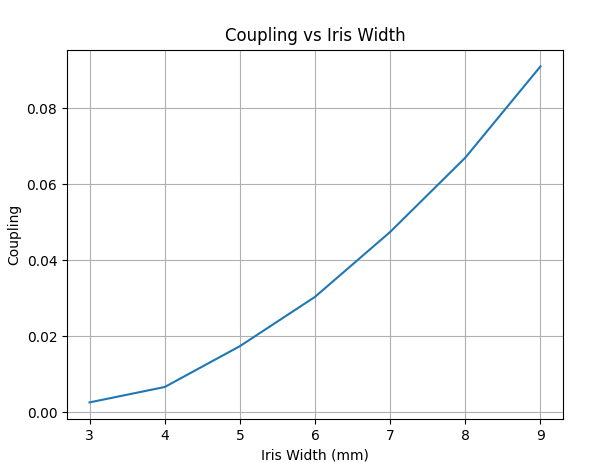 Coupling vs Iris Width
0.08
0.06
0.04
0.02
0.00
Coupling
3 4 5 6 7 8 9
Iris Width (mm)